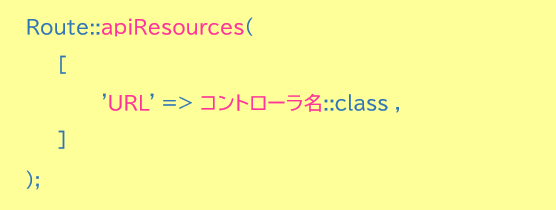 Route::apiResources(
[
’URL’ => コントローラ名::class ,
]
);